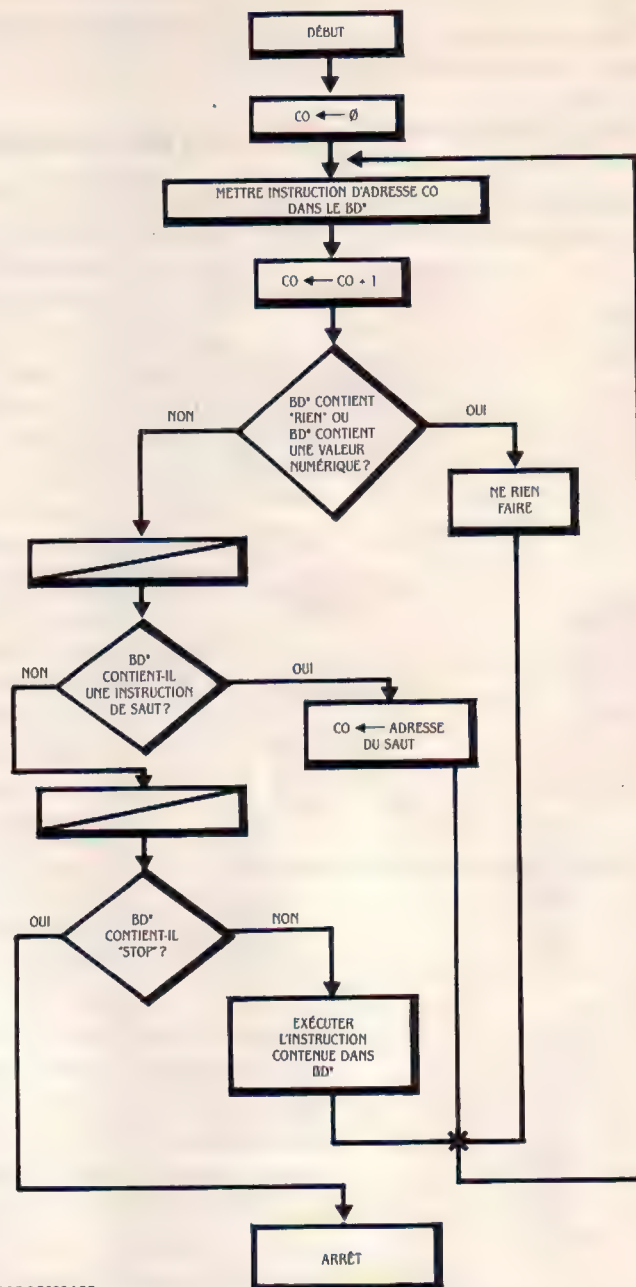 DÉBUT
CO ← Ø
METTRE INSTRUCTION D'ADRESSE CO
DANS LE BD*
CO ← CO + 1
BD* CONTIENT
"RIEN" OU
BD* CONTIENT
UNE VALEUR
NUMÉRIQUE ?
NON
OUI
NE RIEN
FAIRE
BD*
CONTIENT-IL
UNE INSTRUCTION
DE SAUT ?
NON
OUI
CO ← ADRESSE
DU SAUT
BD*
CONTIENT-IL
"STOP" ?
OUI
NON
EXÉCUTER
L'INSTRUCTION
CONTENUE DANS
BD*
ARRÊT